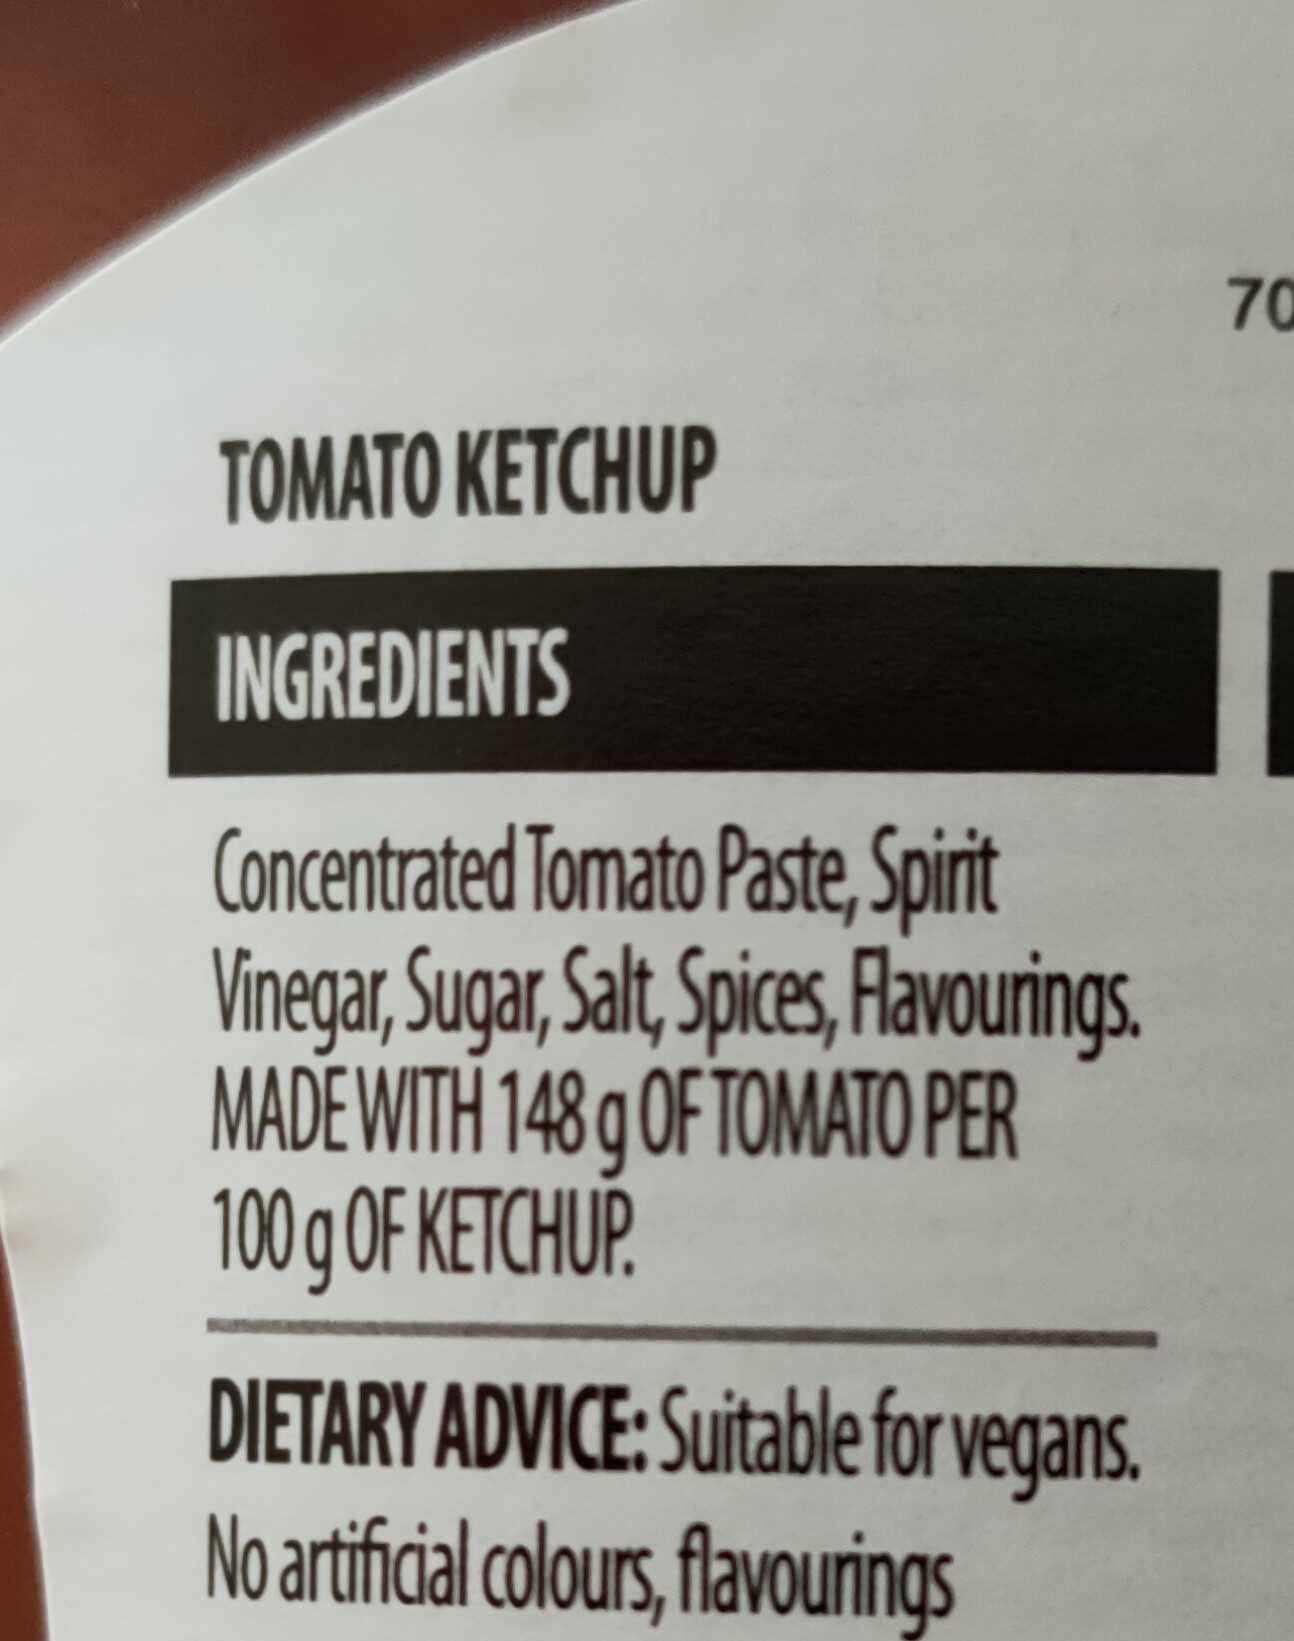 70
TOMATO KETCHUP
INGREDIENTS
Concentrated Tomato Paste, Spirit
Vinegar, Sugar, Salt, Spices, Flavourings.
MADE WITH 148 g OF TOMATO PER
100 g OF KETCHUP.
DIETARY ADVICE: Suitable for vegans.
No artificial colours, flavourings